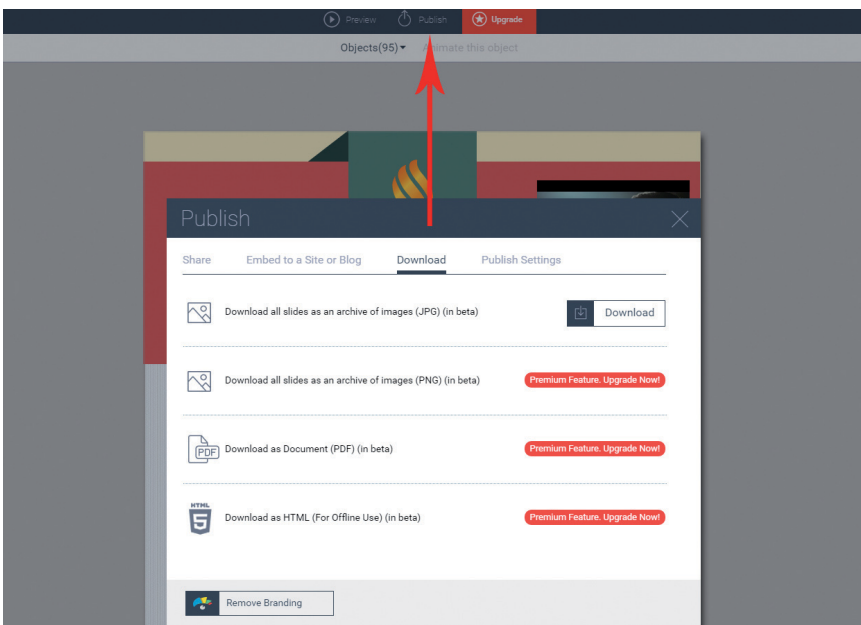 Preview Publish Upgrade
Objects(95) Animate this object
Publish
Share Embed to a Site or Blog Download Publish Settings
Download all slides as an archive of images (JPG) (in beta) Download
Download all slides as an archive of images (PNG) (in beta) Premium Feature. Upgrade Now!
PDF Download as Document (PDF) (in beta) Premium Feature. Upgrade Now!
HTML
5 Download as HTML (For Offline Use) (in beta) Premium Feature. Upgrade Now!
Remove Branding